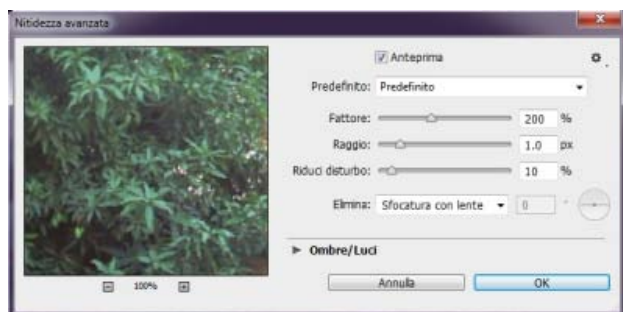 Nitidezza avanzata
Anteprima
Predefinito: Predefinito
Fattore: 200 %
Raggio: 1.0 px
Riduci disturbo: 10 %
Elimina: Sfocatura con lente 0 °
Ombre/Luci
100%
Annulla OK